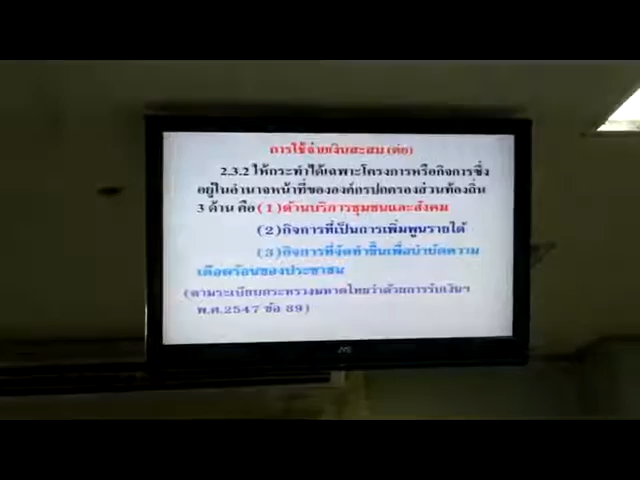 การใช้จ่ายเงินสะสม (ต่อ)
2.3.2 ให้กระทำได้เฉพาะโครงการหรือกิจการซึ่ง
อยู่ในอำนาจหน้าที่ขององค์กรปกครองส่วนท้องถิ่น
3 ด้าน คือ (1) ด้านบริการชุมชนและสังคม
(2) กิจการที่เป็นการเพิ่มพูนรายได้
(3) กิจการที่จัดทำขึ้นเพื่อบำบัดความ
เดือดร้อนของประชาชน
(ตามระเบียบกระทรวงมหาดไทยว่าด้วยการรับเงินฯ
พ.ศ.2547 ข้อ 89)
JVC